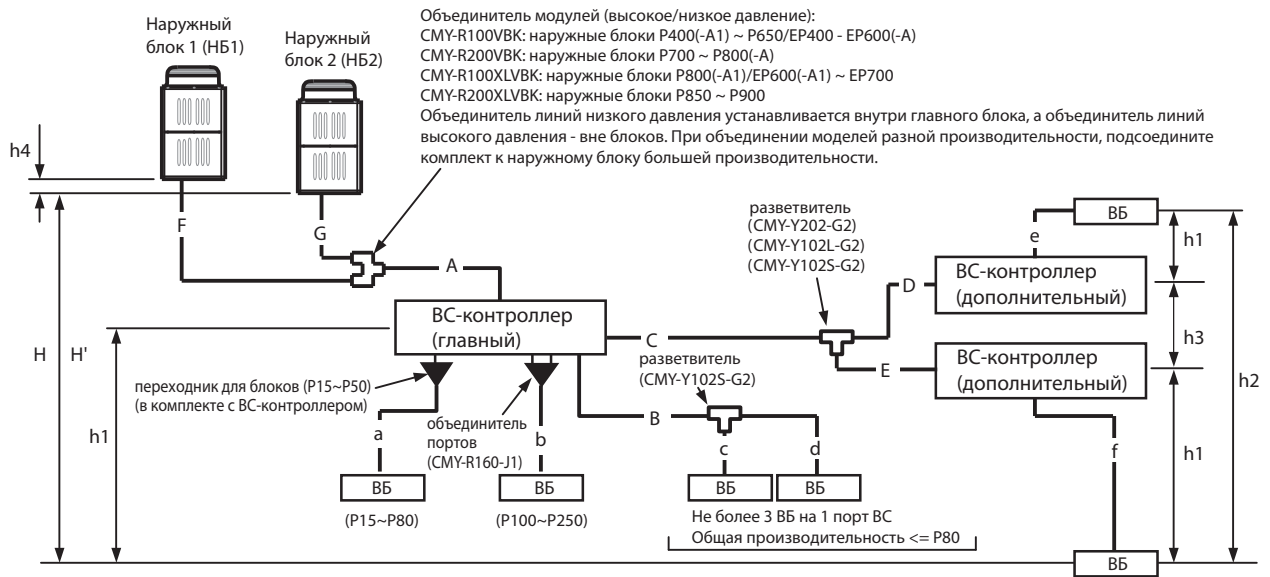 Наружный
блок 1 (НБ1)
Наружный
блок 2 (НБ2)
Объединитель модулей (высокое/низкое давление):
CMY-R100VBK: наружные блоки P400(-A1) ~ P650/EP400 - EP600(-A)
CMY-R200VBK: наружные блоки P700 ~ P800(-A)
CMY-R100XLVBK: наружные блоки P800(-A1)/EP600(-A1) ~ EP700
CMY-R200XLVBK: наружные блоки P850 ~ P900
Объединитель линий низкого давления устанавливается внутри главного блока, а объединитель линий
высокого давления - вне блоков. При объединении моделей разной производительности, подсоедините
комплект к наружному блоку большей производительности.
h4
F
G
A
H
H'
h1
BC-контроллер
(главный)
переходник для блоков (P15~P50)
(в комплекте с BC-контроллером)
объединитель
портов
(CMY-R160-J1)
a
b
ВБ
(P15~P80)
ВБ
(P100~P250)
C
разветвитель
(CMY-Y102S-G2)
B
c
d
ВБ
ВБ
Не более 3 ВБ на 1 порт BC
Общая производительность <= P80
разветвитель
(CMY-Y202-G2)
(CMY-Y102L-G2)
(CMY-Y102S-G2)
D
E
e
ВБ
BC-контроллер
(дополнительный)
BC-контроллер
(дополнительный)
f
ВБ
h1
h3
h2
h1